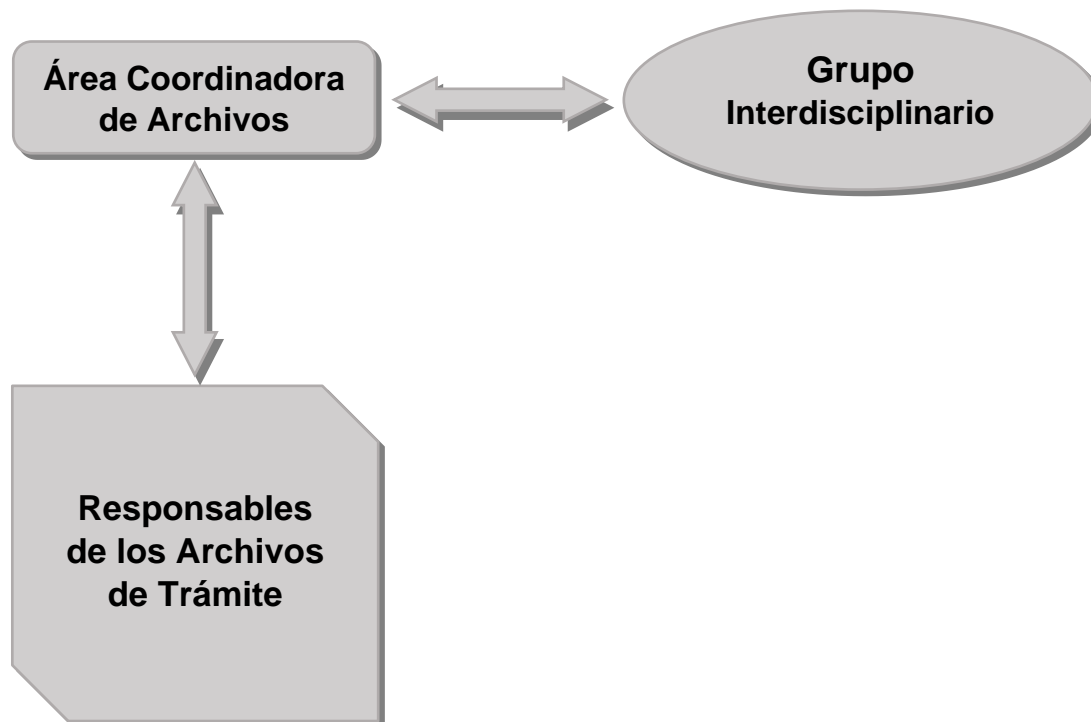 Área Coordinadora
de Archivos
Grupo
Interdisciplinario
Responsables
de los Archivos
de Trámite